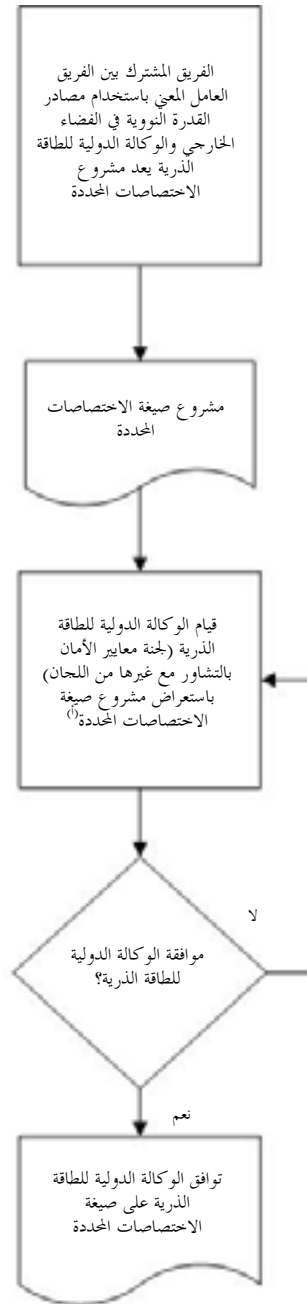 الفريق المشترك بين الفريق
العامل المعني باستخدام مصادر
القدرة النووية في الفضاء
الخارجي والوكالة الدولية للطاقة
الذرية يعد مشروع
الاختصاصات المحددة
مشروع صيغة الاختصاصات
المحددة
قيام الوكالة الدولية للطاقة
الذرية (لجنة معايير الأمان
بالتشاور مع غيرها من اللجان)
باستعراض مشروع صيغة
الاختصاصات المحددة(أ)
لا
موافقة الوكالة الدولية
للطاقة الذرية؟
نعم
توافق الوكالة الدولية للطاقة
الذرية على صيغة
الاختصاصات المحددة